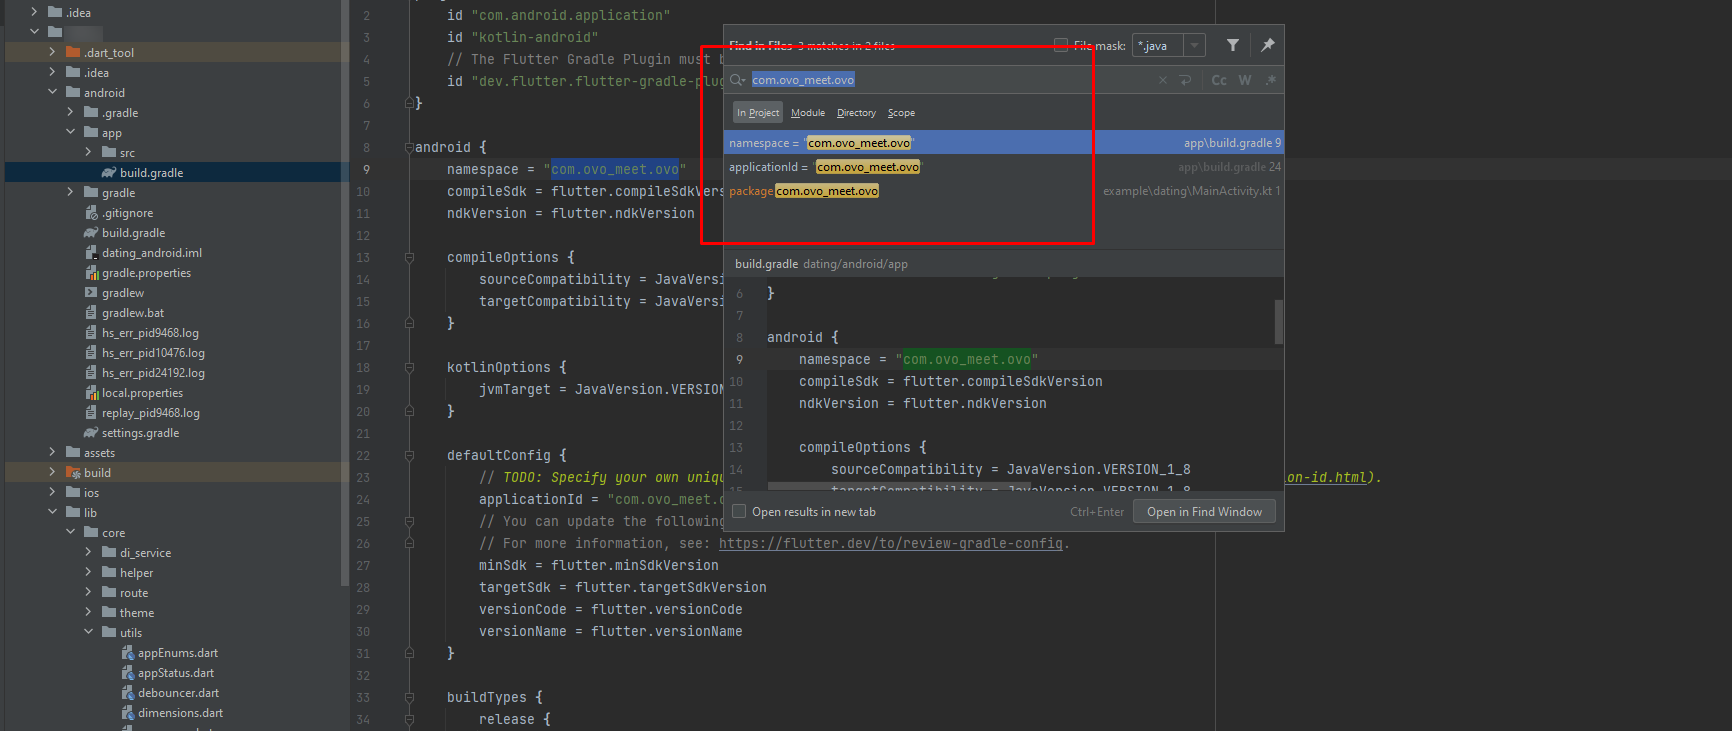 .idea
.dart_tool
.idea
android
.gradle
app
src
build.gradle
gradle
.gitignore
build.gradle
dating_android.iml
gradle.properties
gradlew
gradlew.bat
hs_err_pid9468.log
hs_err_pid10476.log
hs_err_pid24192.log
local.properties
replay_pid9468.log
settings.gradle
assets
build
ios
lib
core
di_service
helper
route
theme
utils
appEnums.dart
appStatus.dart
debouncer.dart
dimensions.dart
2 id "com.android.application"
3 id "kotlin-android"
4 // The Flutter Gradle Plugin must b
5 id "dev.flutter.flutter-gradle-plug
6 }
7
8 android {
9 namespace = "com.ovo_meet.ovo"
10 compileSdk = flutter.compileSdkVers
11 ndkVersion = flutter.ndkVersion
12
13 compileOptions {
14 sourceCompatibility = JavaVersi
15 targetCompatibility = JavaVersi
16 }
17
18 kotlinOptions {
19 jvmTarget = JavaVersion.VERSION
20 }
21
22 defaultConfig {
23 // TODO: Specify your own uniqu on-id.html).
24 applicationId = "com.ovo_meet.o
25 // You can update the following
26 // For more information, see: https://flutter.dev/to/review-gradle-config.
27 minSdk = flutter.minSdkVersion
28 targetSdk = flutter.targetSdkVersion
29 versionCode = flutter.versionCode
30 versionName = flutter.versionName
31 }
32
33 buildTypes {
34 release {
Find in Files 3 matches in 2 files File mask: *.java
com.ovo_meet.ovo Cc W .*
In Project Module Directory Scope
namespace = "com.ovo_meet.ovo" app\build.gradle 9
applicationId = "com.ovo_meet.ovo" app\build.gradle 24
package com.ovo_meet.ovo example\dating\MainActivity.kt 1
build.gradle dating/android/app
6 }
7
8 android {
9 namespace = "com.ovo_meet.ovo"
10 compileSdk = flutter.compileSdkVersion
11 ndkVersion = flutter.ndkVersion
12
13 compileOptions {
14 sourceCompatibility = JavaVersion.VERSION_1_8
15 targetCompatibility = JavaVersion.VERSION_1_8
Open results in new tab Ctrl+Enter Open in Find Window